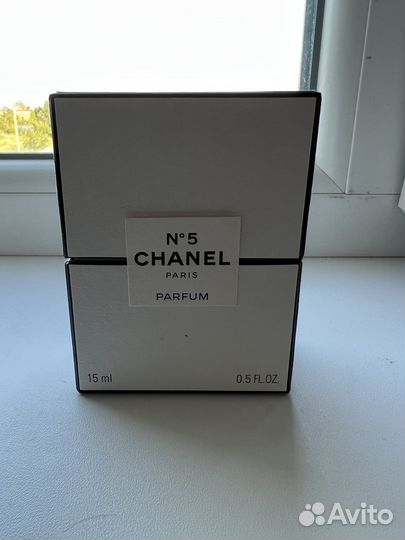 N°5
CHANEL
PARIS
PARFUM
15 ml 0.5 FL.OZ.
Avito